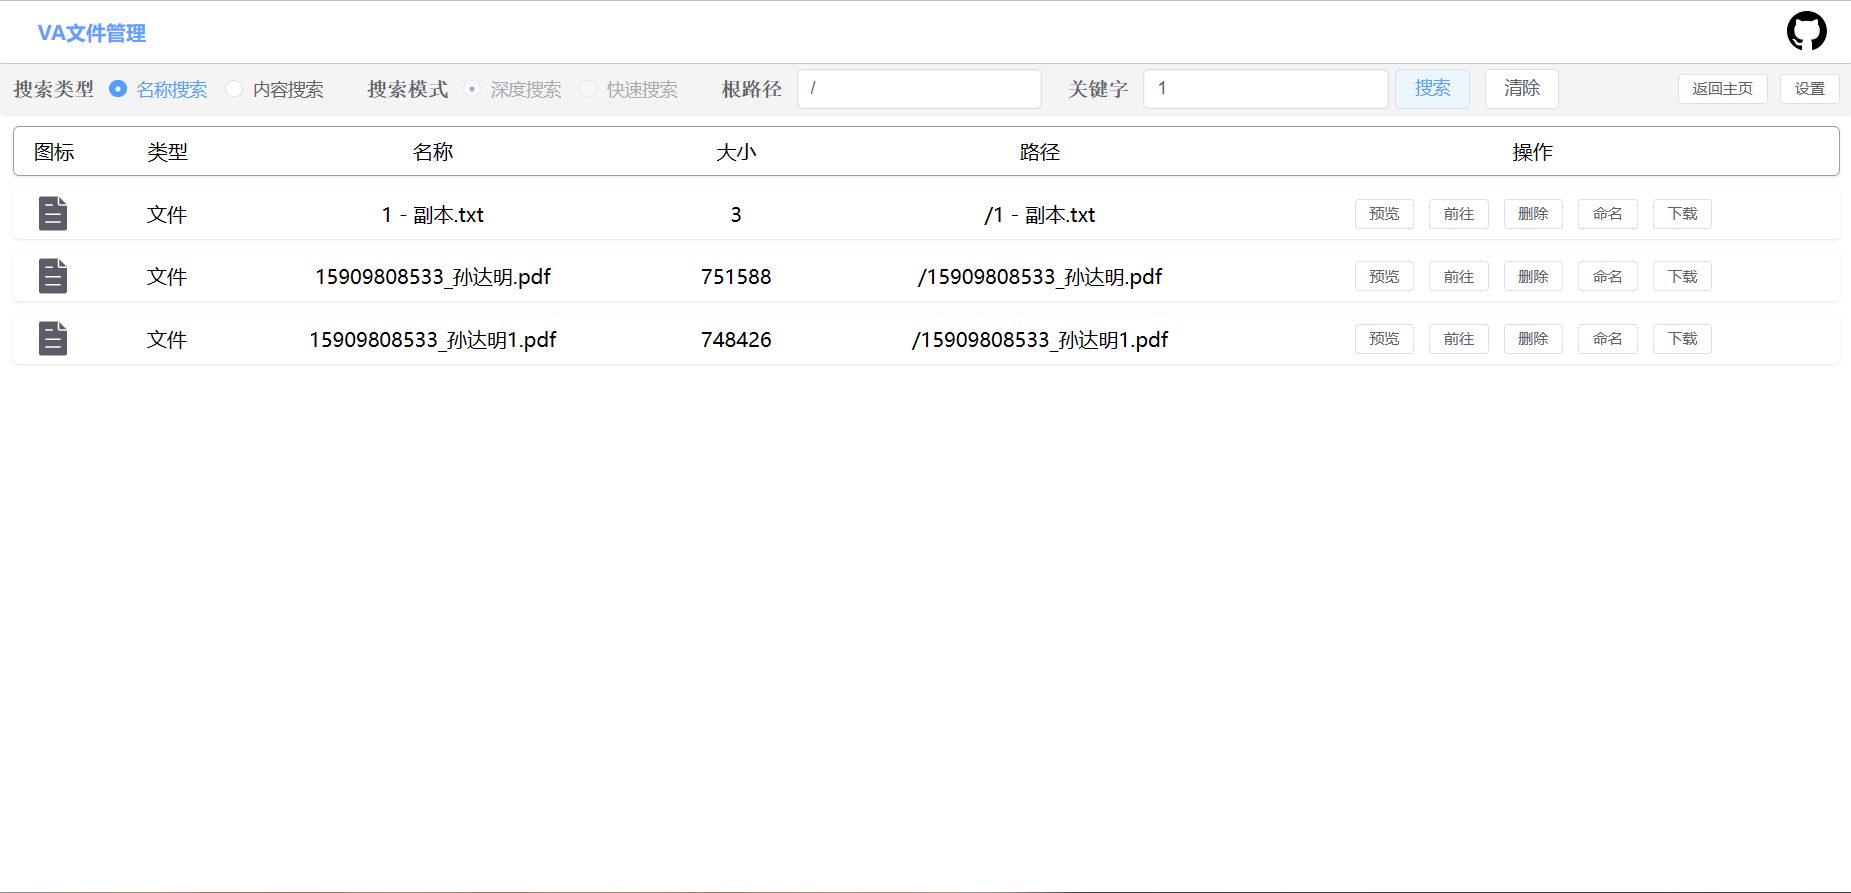 VA文件管理
搜索类型 名称搜索 内容搜索 搜索模式 深度搜索 快速搜索 根路径 / 关键字 1 搜索 清除 返回主页 设置
图标 类型 名称 大小 路径 操作
文件 1 - 副本.txt 3 /1 - 副本.txt 预览 前往 删除 命名 下载
文件 15909808533_孙达明.pdf 751588 /15909808533_孙达明.pdf 预览 前往 删除 命名 下载
文件 15909808533_孙达明1.pdf 748426 /15909808533_孙达明1.pdf 预览 前往 删除 命名 下载